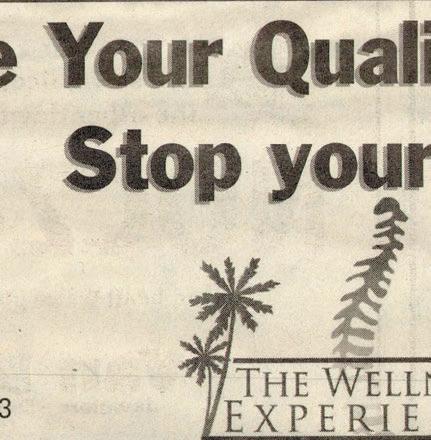 e Your Quali
Stop your
THE WELLN
EXPERIE
3